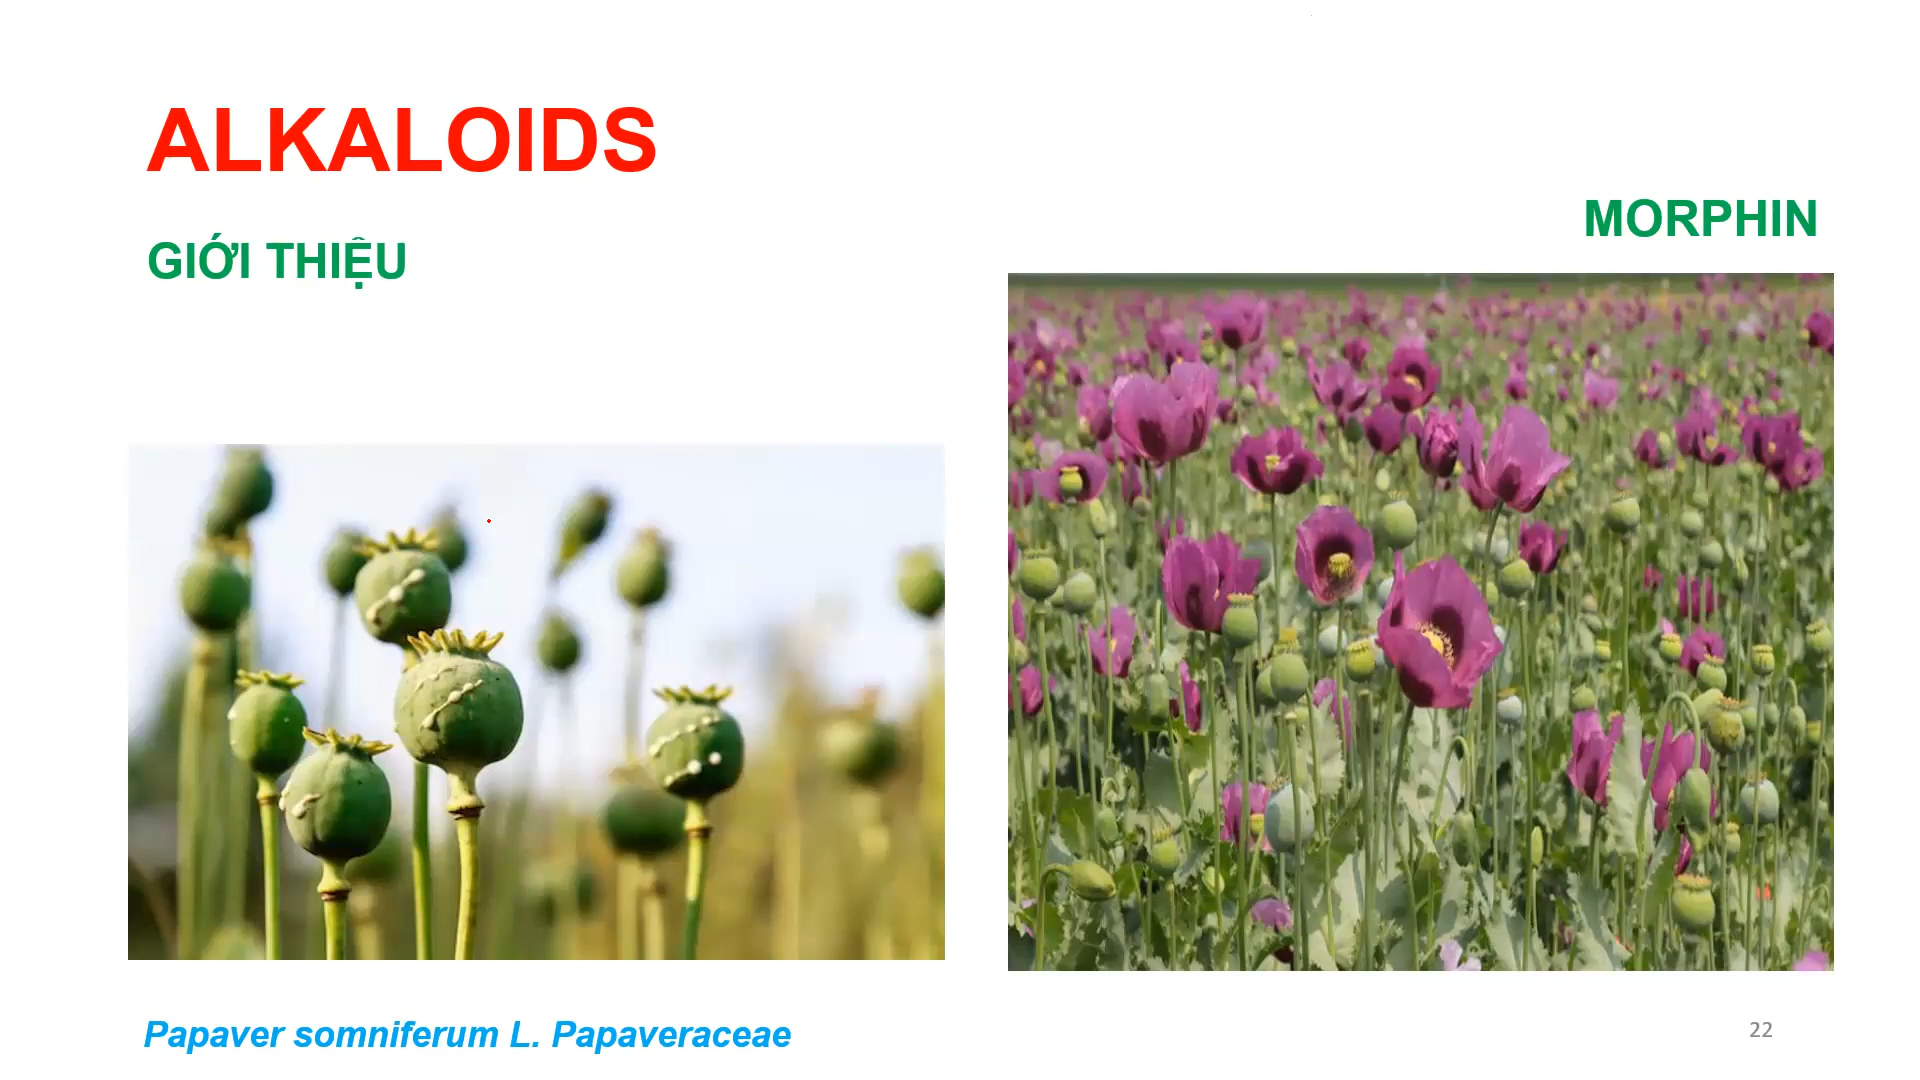 ALKALOIDS
GIỚI THIỆU
MORPHIN
Papaver somniferum L. Papaveraceae
22